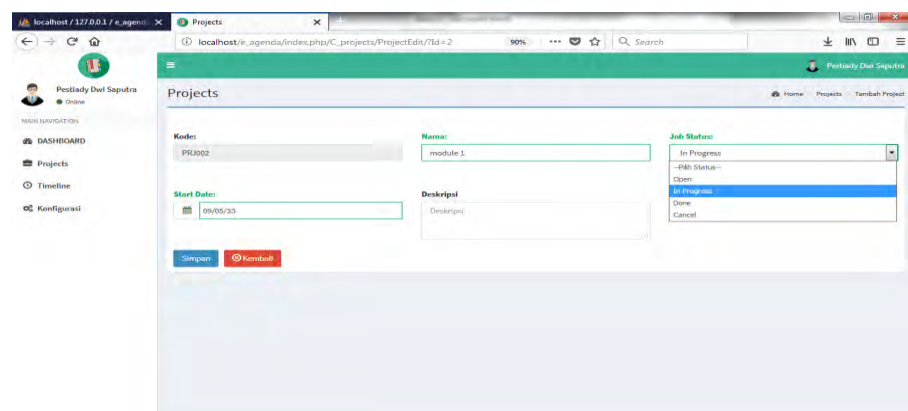 localhost / 127.0.0.1 / e_agend
Projects
localhost/e_agenda/index.php/C_projects/ProjectEdit/?Id=2
90%
Search
Pestiady Dwi Saputra
Pestiady Dwi Saputra
Online
Projects
Home Projects Tambah Project
MAIN NAVIGATION
DASHBOARD
Projects
Timeline
Konfigurasi
Kode:
Nama:
Job Status:
PRJ002
module 1
In Progress
--Pilih Status--
Open
In Progress
Done
Cancel
Start Date:
Deskripsi
09/05/33
Deskripsi
Simpan
Kembali